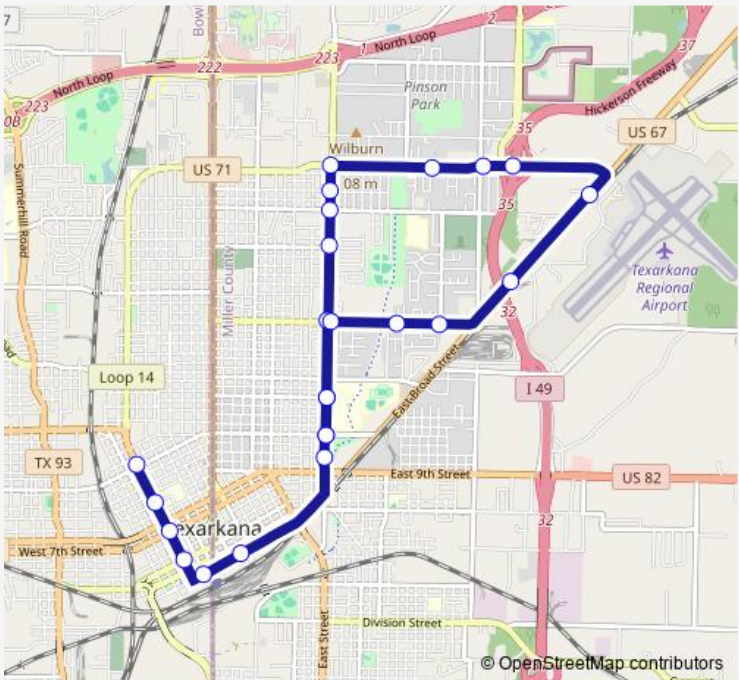 7
Bow
2
North Loop
1
37
222
223
North Loop
Pinson
Park
Hickerson Freeway
223
0B
35
US 67
Wilburn
US 71
08 m
Summerhill Road
35
Miller County
Texarkana
Regional
Airport
32
East Broad Street
Loop 14
I 49
TX 93
East 9th Street
US 82
exarkana
32
West 7th Street
East Street
Division Street
© OpenStreetMap contributors